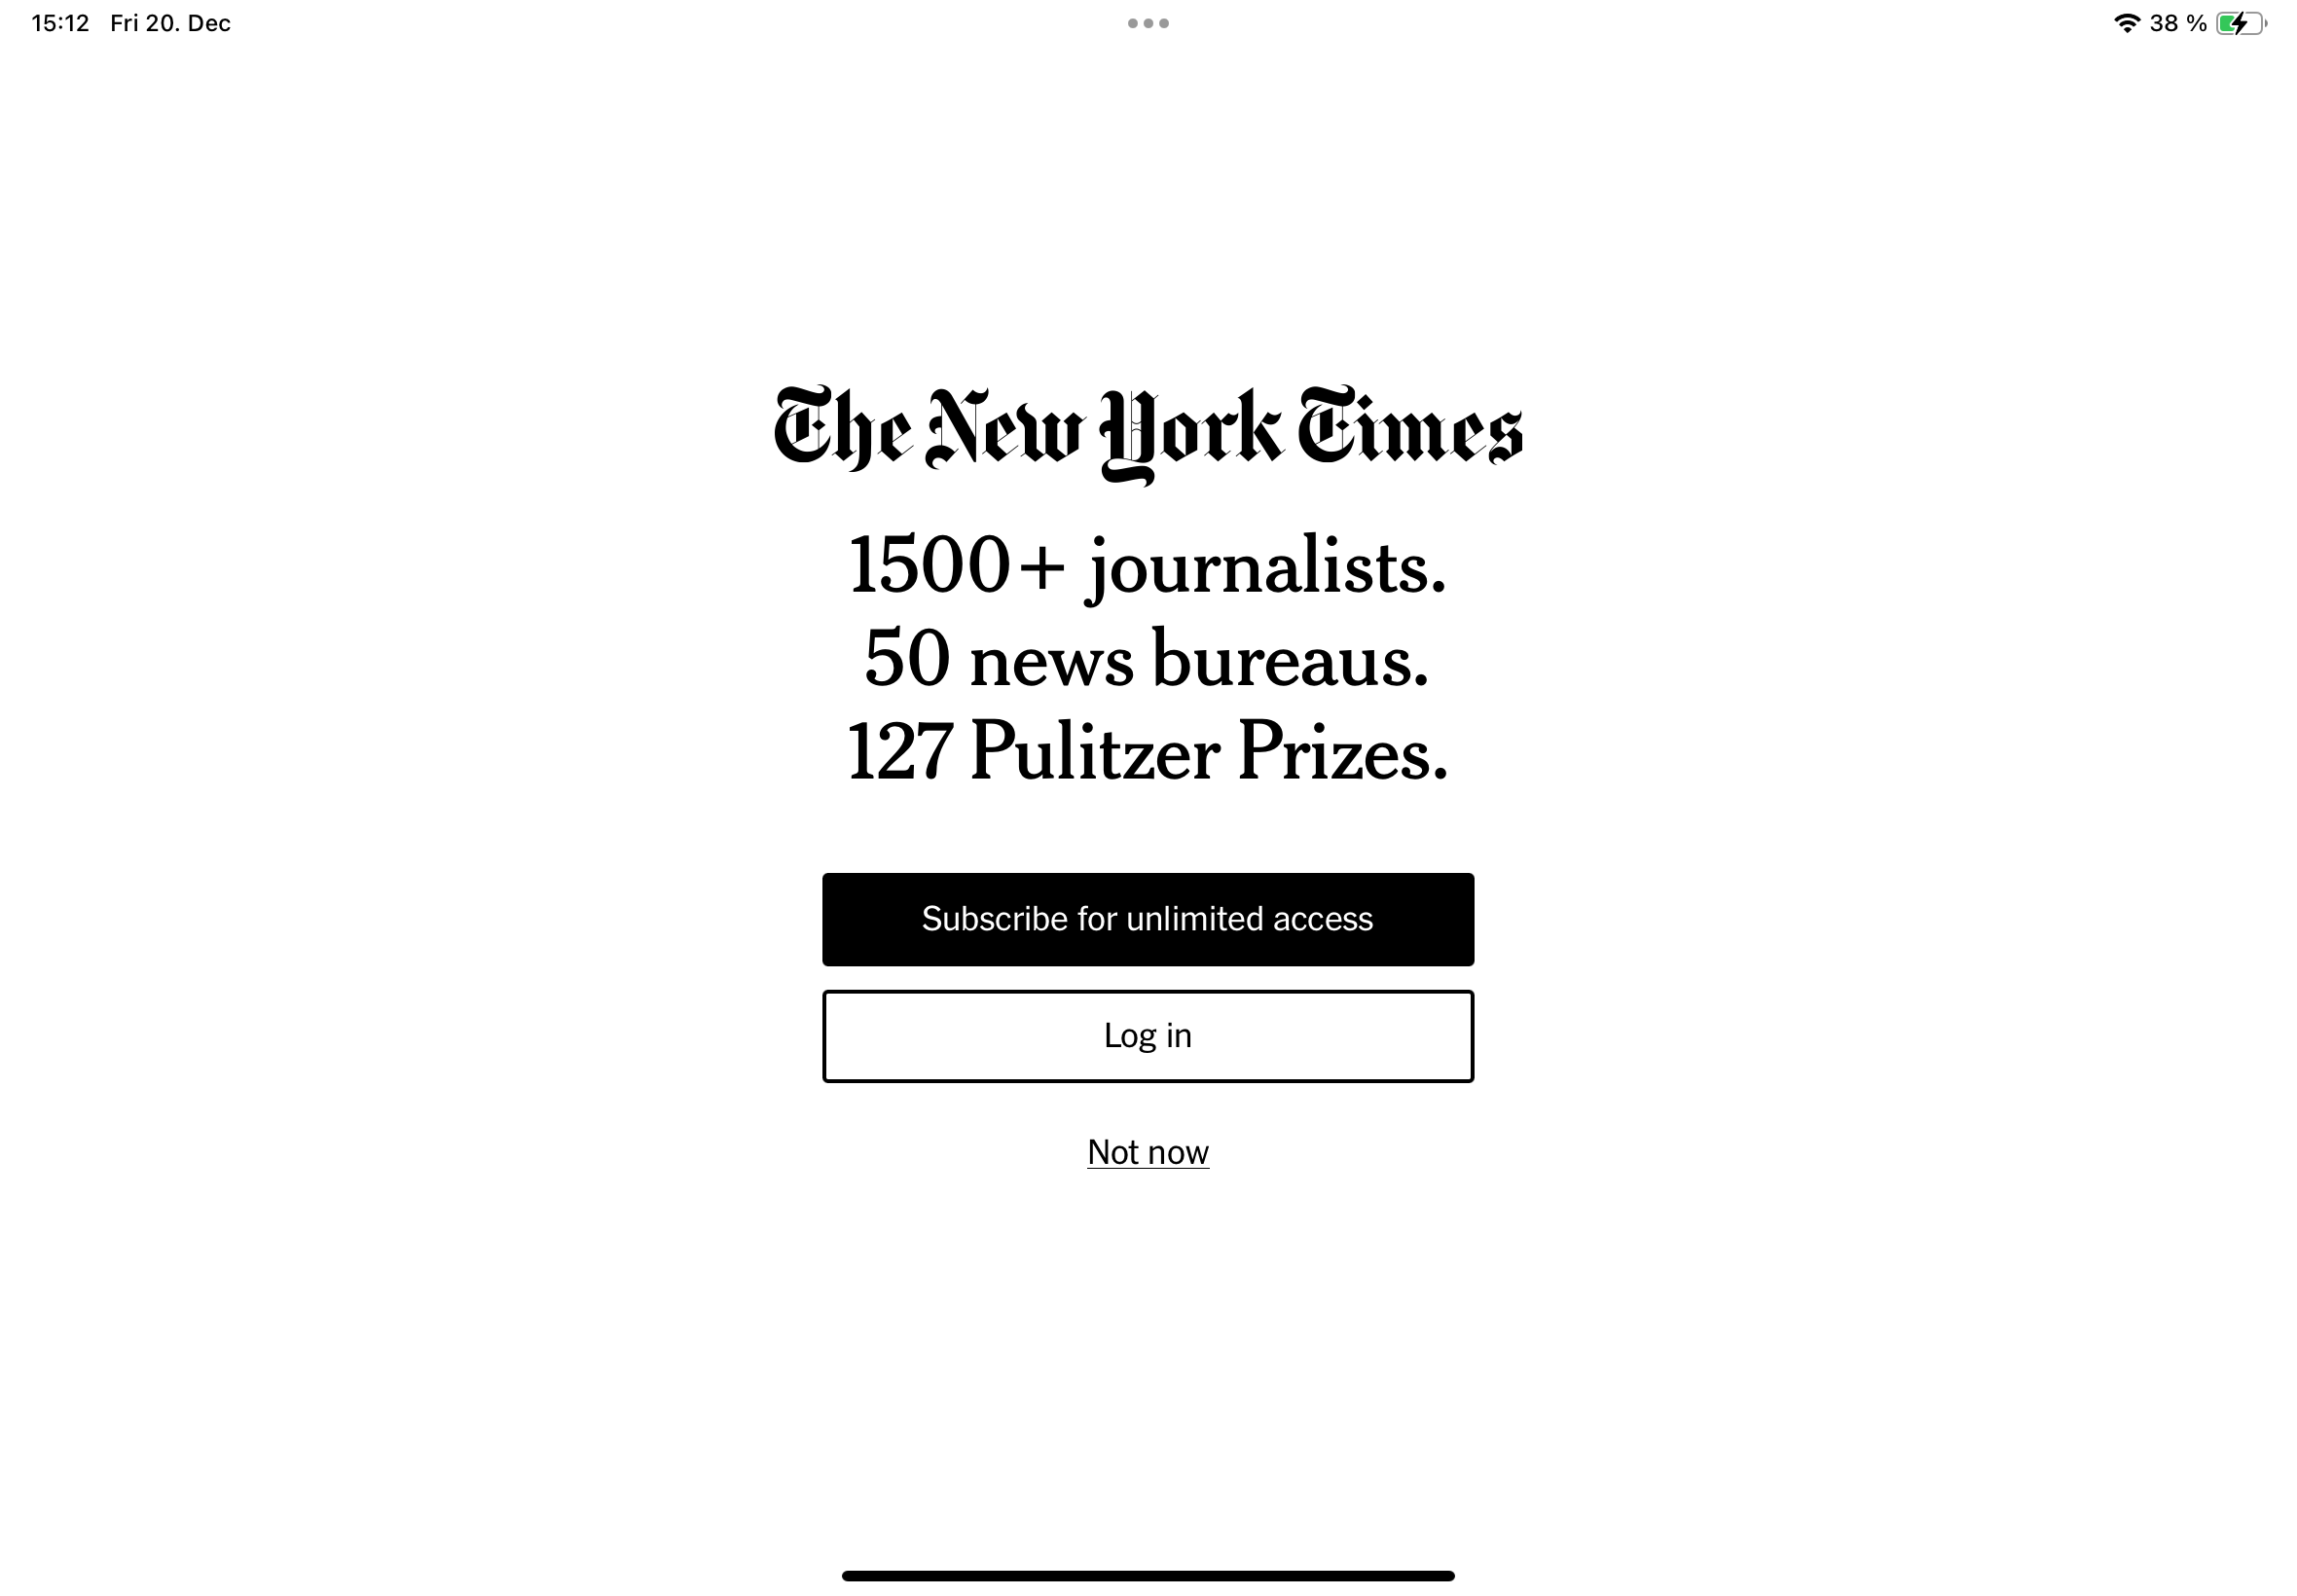 15:12 Fri 20. Dec
38 %
The New York Times
1500+ journalists.
50 news bureaus.
127 Pulitzer Prizes.
Subscribe for unlimited access
Log in
Not now